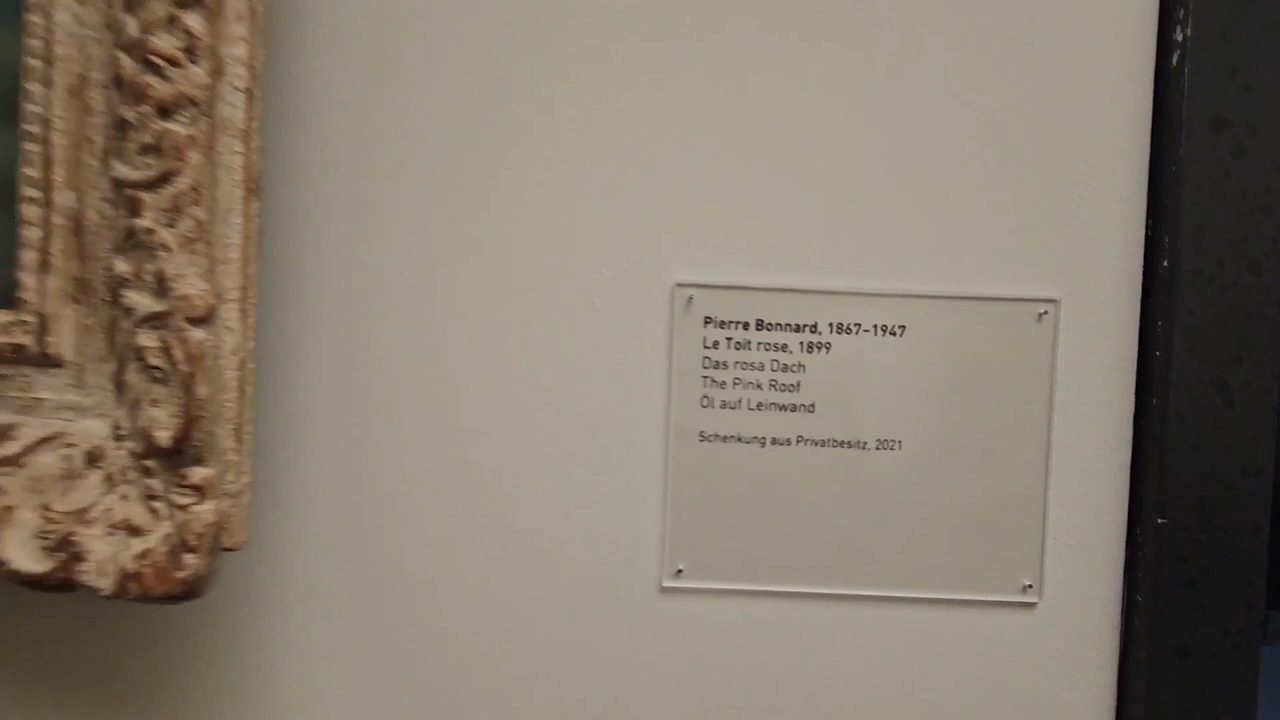 Pierre Bonnard, 1867–1947
Le Toit rose, 1899
Das rosa Dach
The Pink Roof
Öl auf Leinwand
Schenkung aus Privatbesitz, 2021